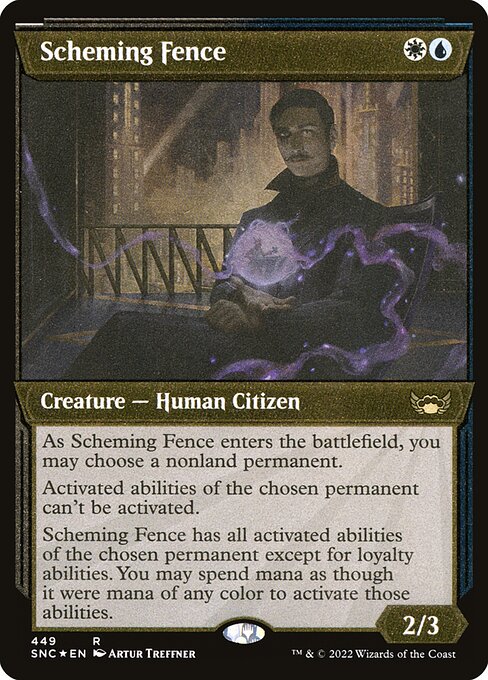 Scheming Fence
Creature — Human Citizen
As Scheming Fence enters the battlefield, you
may choose a nonland permanent.
Activated abilities of the chosen permanent
can't be activated.
Scheming Fence has all activated abilities
of the chosen permanent except for loyalty
abilities. You may spend mana as though
it were mana of any color to activate those
abilities.
2/3
449 R
SNC★EN Artur Treffner
™ & © 2022 Wizards of the Coast